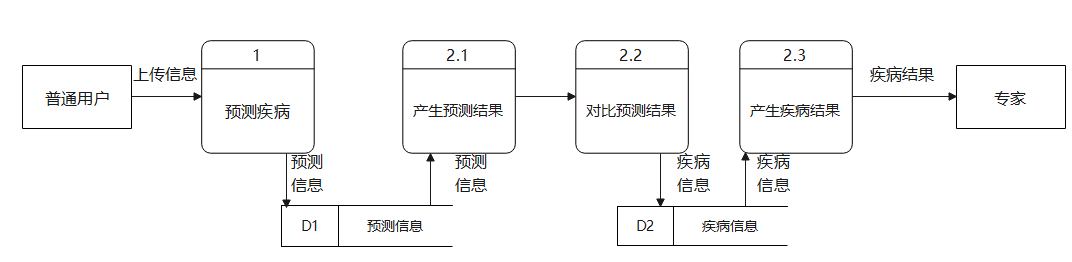 1
2.1
2.2
2.3
普通用户
上传信息
预测疾病
产生预测结果
对比预测结果
产生疾病结果
疾病结果
专家
预测
信息
预测
信息
疾病
信息
疾病
信息
D1
预测信息
D2
疾病信息